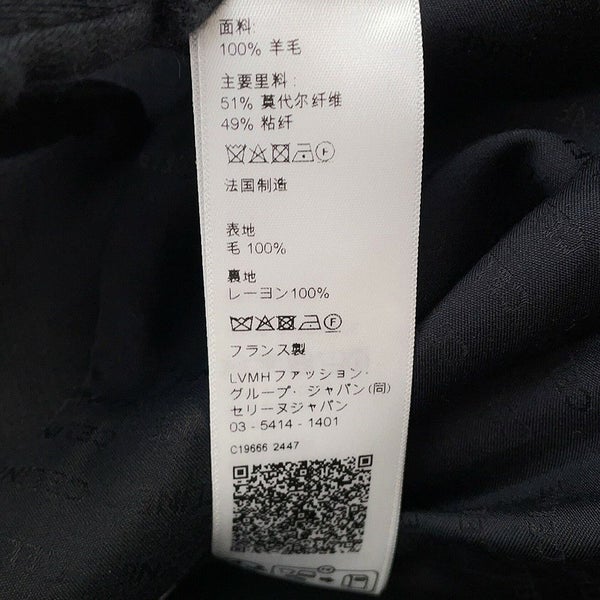 面料:
100% 羊毛
主要里料:
51% 莫代尔纤维
49% 粘纤
法国制造
表地
毛 100%
裏地
レーヨン100%
フランス製
LVMHファッション・
グループ・ジャパン(同)
セリーヌジャパン
03 - 5414 - 1401
C19666 2447